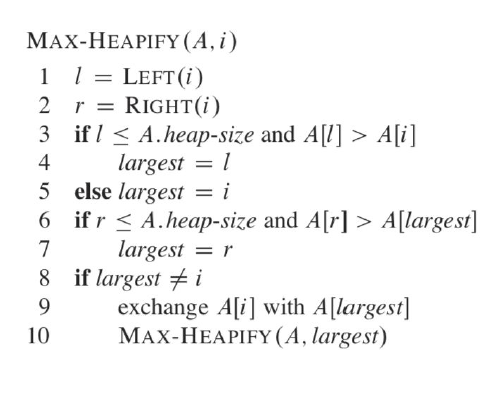 MAX-HEAPIFY(A, i)
1 l = LEFT(i)
2 r = RIGHT(i)
3 if l ≤ A.heap-size and A[l] > A[i]
4 largest = l
5 else largest = i
6 if r ≤ A.heap-size and A[r] > A[largest]
7 largest = r
8 if largest ≠ i
9 exchange A[i] with A[largest]
10 MAX-HEAPIFY(A, largest)